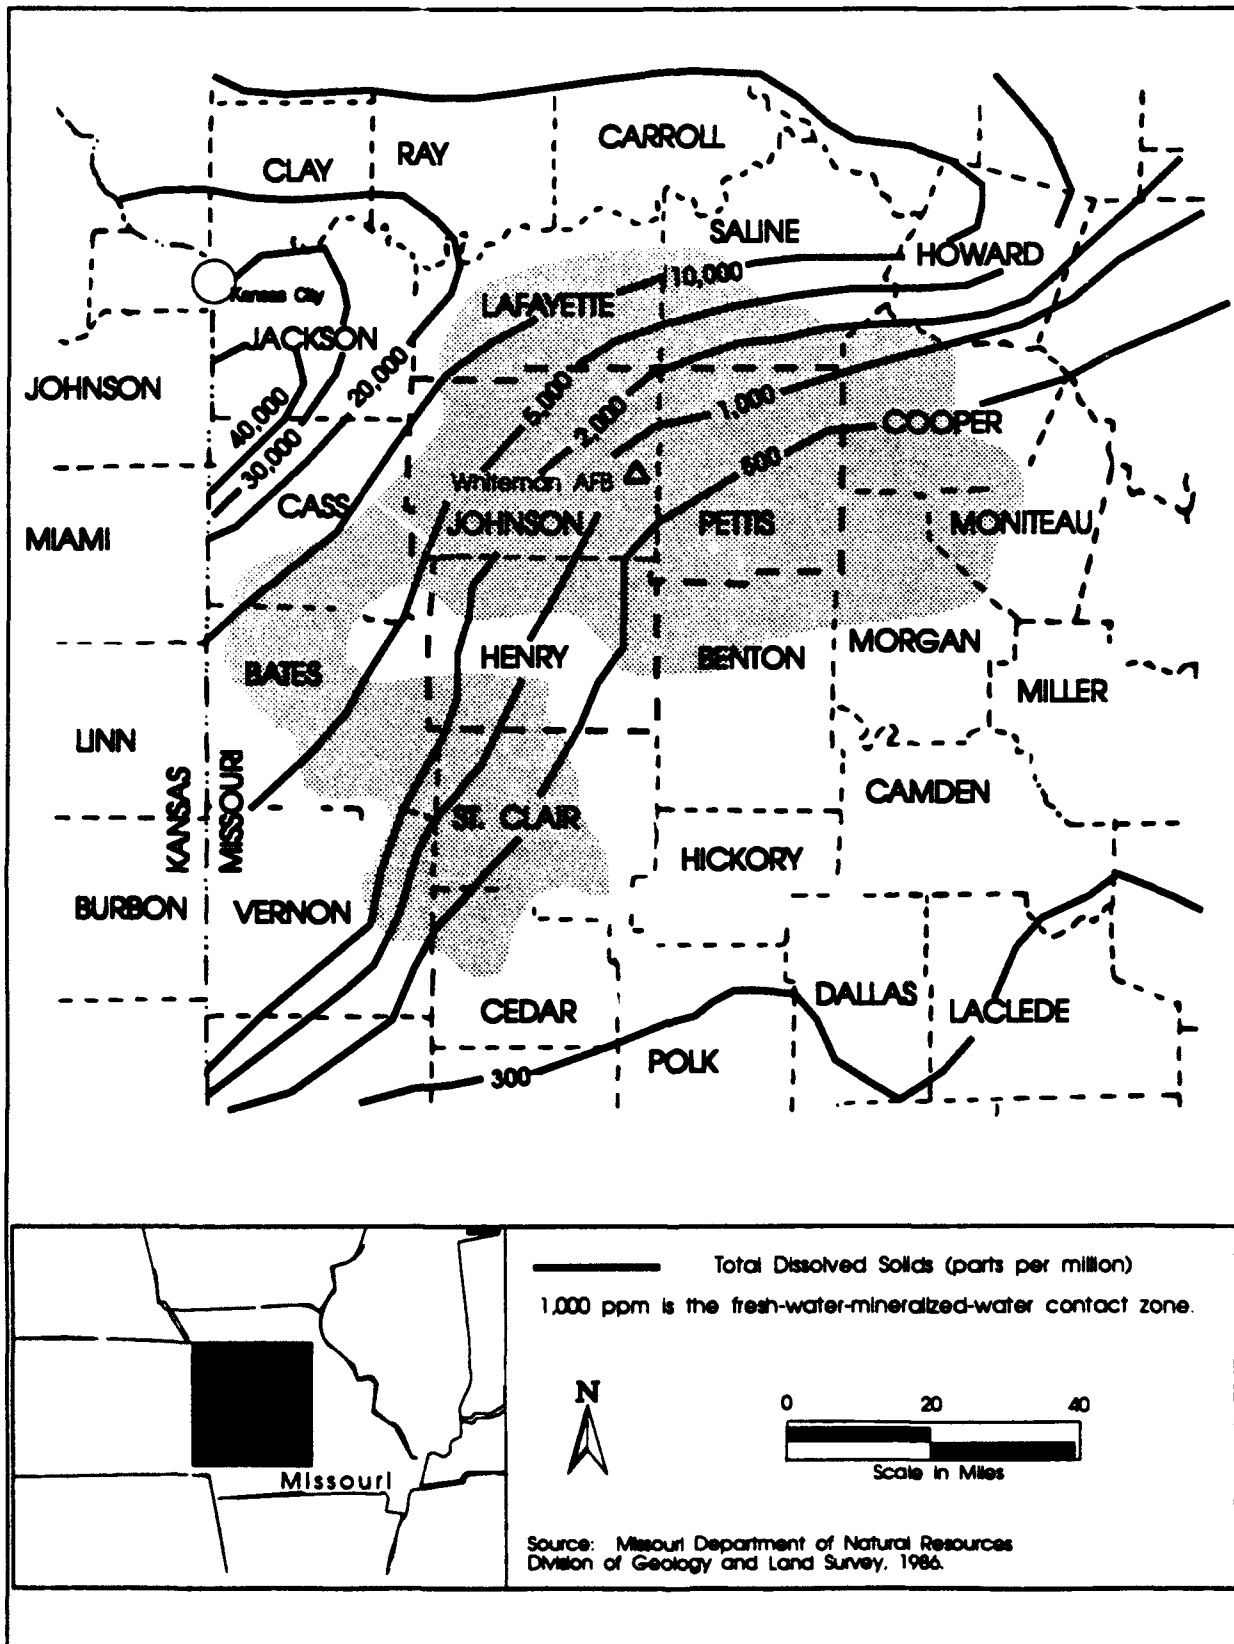 CARROLL
RAY
CLAY
SALINE
HOWARD
10,000
Kansas City
LAFAYETTE
JACKSON
JOHNSON
20,000
5,000
2,000
1,000
40,000
30,000
COOPER
600
Whiteman AFB
CASS
JOHNSON
PETTIS
MONITEAU
MIAMI
HENRY
BENTON
MORGAN
BATES
MILLER
LINN
KANSAS
MISSOURI
CAMDEN
ST. CLAIR
HICKORY
BURBON
VERNON
DALLAS
CEDAR
LACLEDE
POLK
300
Total Dissolved Solids (parts per million)
1,000 ppm is the fresh-water-mineralized-water contact zone.
N
0 20 40
Scale in Miles
Missouri
Source: Missouri Department of Natural Resources
Division of Geology and Land Survey, 1986.